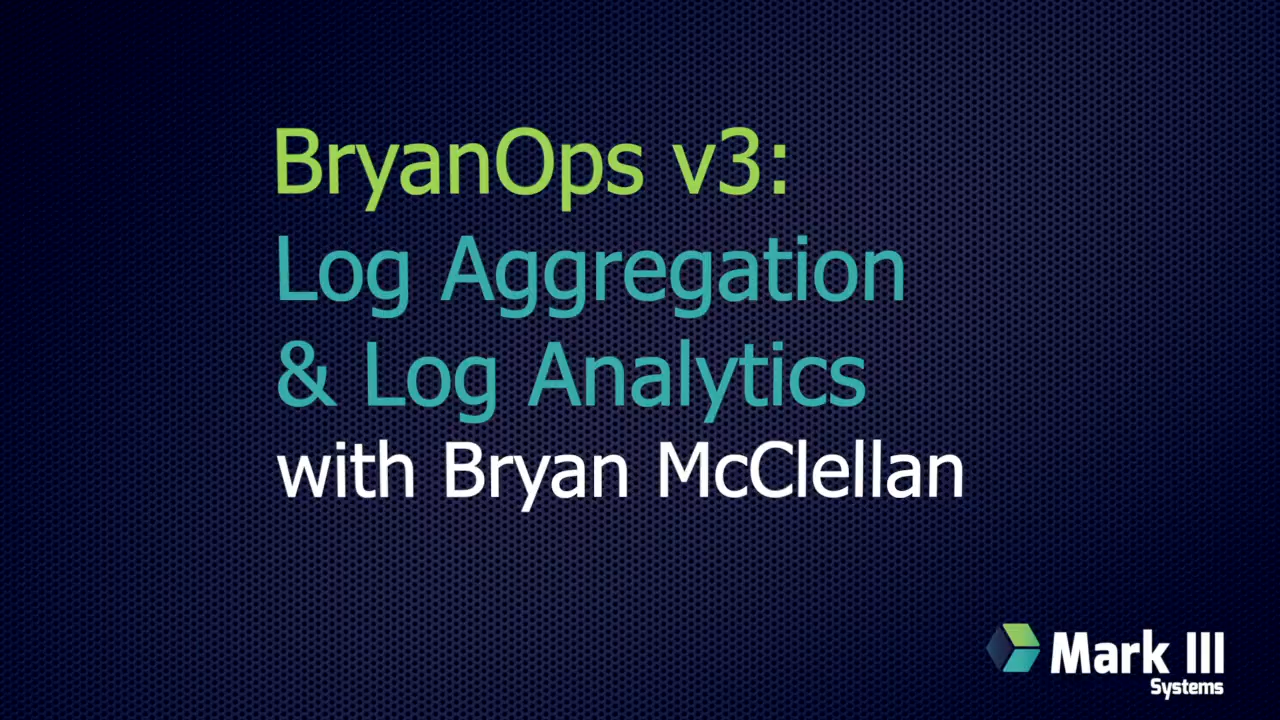 BryanOps v3:
Log Aggregation
& Log Analytics
with Bryan McClellan
Mark III
Systems